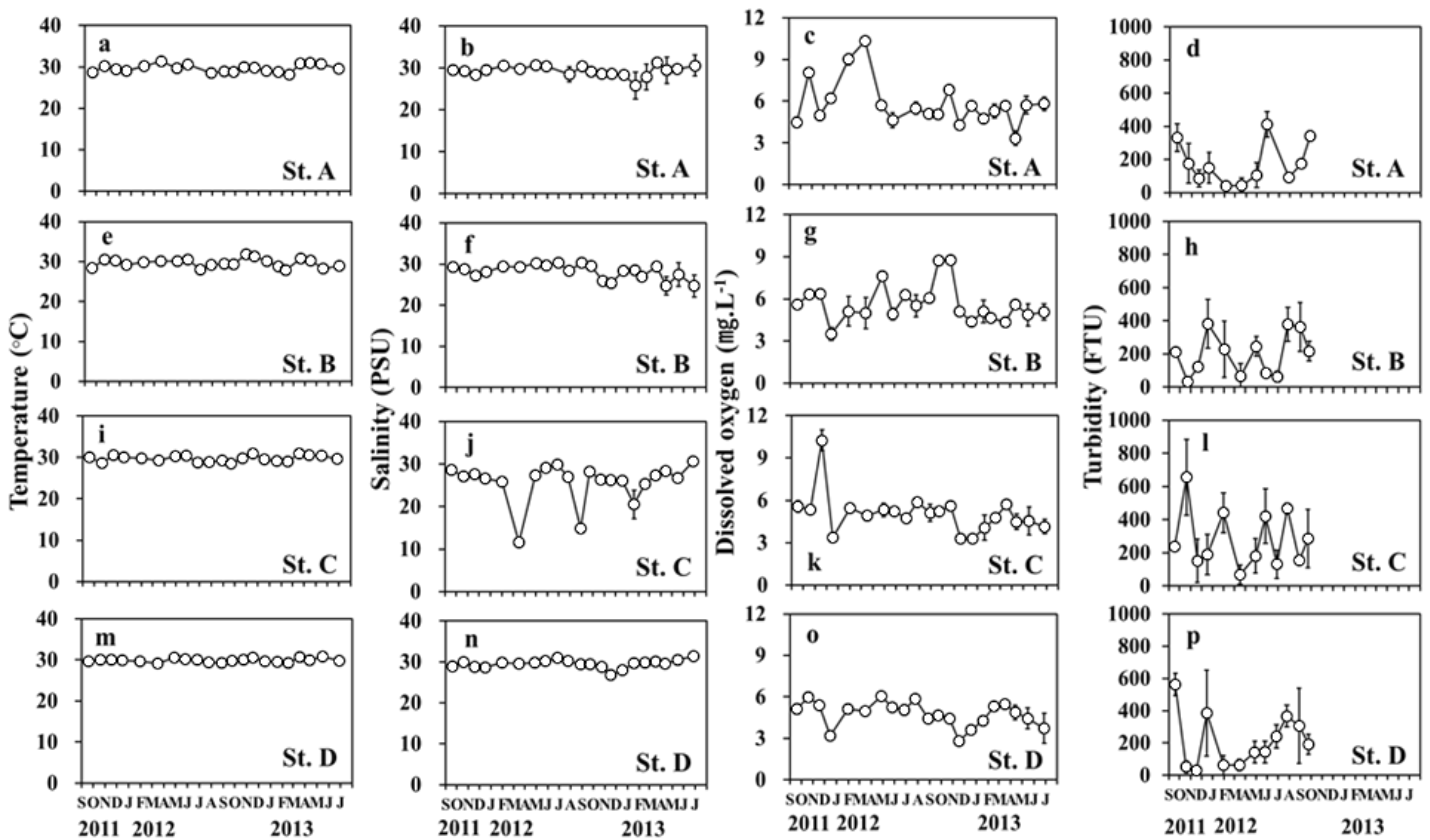 40 a 30 20 10 St. A 0
40 b 30 20 10 St. A 0
12 c 9 6 3 St. A 0
1000 d 800 600 400 200 St. A 0
40 e 30 20 10 St. B 0
40 f 30 20 10 St. B 0
12 g 9 6 3 St. B 0
1000 h 800 600 400 200 St. B 0
40 i 30 20 10 St. C 0
40 j 30 20 10 St. C 0
12 9 6 3 k St. C 0
1000 l 800 600 400 200 St. C 0
40 m 30 20 10 St. D 0
40 n 30 20 10 St. D 0
12 o 9 6 3 St. D 0
1000 p 800 600 400 200 St. D 0
Temperature (°C)
Salinity (PSU)
Dissolved oxygen (㎎.L-1)
Turbidity (FTU)
SONDJ FMAMJ J A SONDJ FMAMJ J
2011 2012 2013
SONDJ FMAMJ J A SONDJ FMAMJ J
2011 2012 2013
SONDJ FMAMJ J A SONDJ FMAMJ J
2011 2012 2013
SONDJ FMAMJ J A SONDJ FMAMJ J
2011 2012 2013